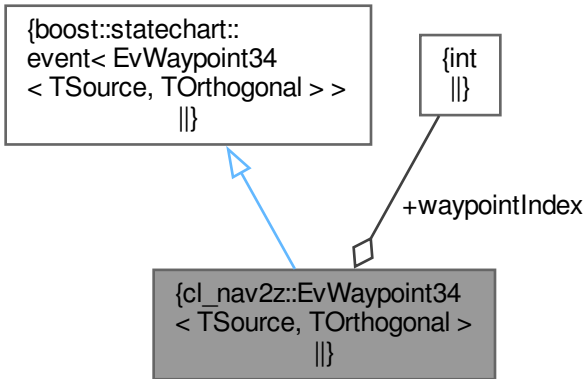 {boost::statechart::
event< EvWaypoint34
< TSource, TOrthogonal > >
||}
{int
||}
+waypointIndex
{cl_nav2z::EvWaypoint34
< TSource, TOrthogonal >
||}